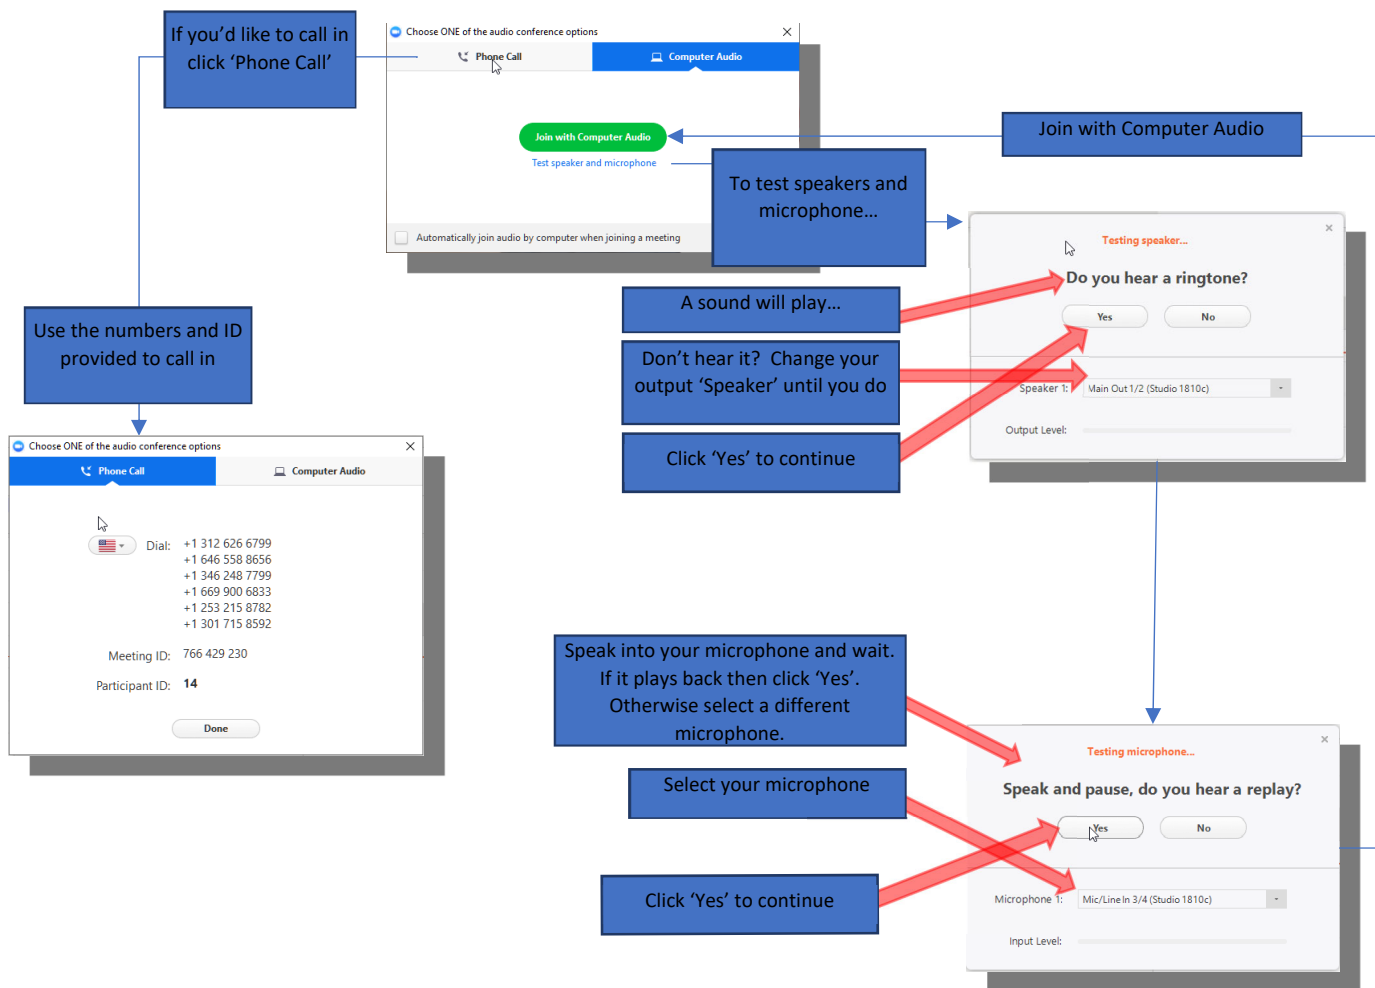 If you’d like to call in
click ‘Phone Call’
Choose ONE of the audio conference options
Phone Call
Computer Audio
Join with Computer Audio
Test speaker and microphone
Automatically join audio by computer when joining a meeting
Join with Computer Audio
To test speakers and
microphone…
Testing speaker...
Do you hear a ringtone?
Yes
No
Speaker 1:
Main Out 1/2 (Studio 1810c)
Output Level:
A sound will play…
Don’t hear it?  Change your
output ‘Speaker’ until you do
Click ‘Yes’ to continue
Use the numbers and ID
provided to call in
Choose ONE of the audio conference options
Phone Call
Computer Audio
Dial:
+1 312 626 6799
+1 646 558 8656
+1 346 248 7799
+1 669 900 6833
+1 253 215 8782
+1 301 715 8592
Meeting ID: 766 429 230
Participant ID: 14
Done
Speak into your microphone and wait.
If it plays back then click ‘Yes’.
Otherwise select a different
microphone.
Select your microphone
Click ‘Yes’ to continue
Testing microphone...
Speak and pause, do you hear a replay?
Yes
No
Microphone 1:
Mic/Line In 3/4 (Studio 1810c)
Input Level: